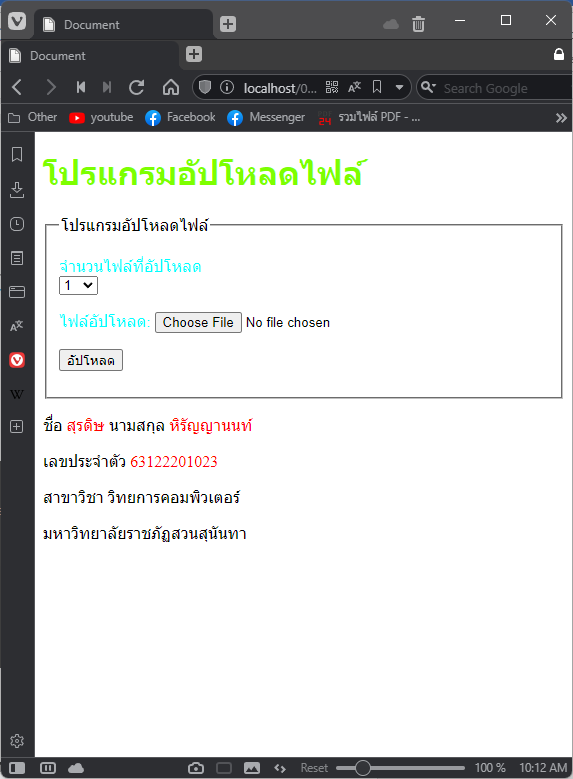 Document
Document
localhost/0...
Search Google
Other
youtube
Facebook
Messenger
24
รวมไฟล์ PDF - ...
โปรแกรมอัปโหลดไฟล์
โปรแกรมอัปโหลดไฟล์
จำนวนไฟล์ที่อัปโหลด
1
ไฟล์อัปโหลด: Choose File No file chosen
อัปโหลด
W
ชื่อ สุรดิษ นามสกุล หิรัญญานนท์
เลขประจำตัว 63122201023
สาขาวิชา วิทยการคอมพิวเตอร์
มหาวิทยาลัยราชภัฏสวนสุนันทา
Reset
100 %
10:12 AM